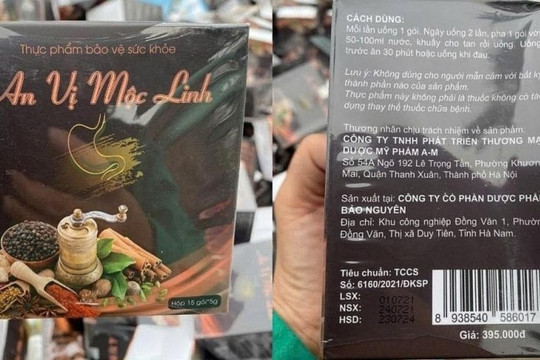 Thực phẩm bảo vệ sức khỏe
An Vị Mộc Linh
Hộp 15 gói*5g
CÁCH DÙNG:
Mỗi lần uống 1 gói. Ngày uống 2 lần, pha 1 gói với
50-100ml nước, khuấy cho tan rồi uống. Uống
trước ăn 30 phút hoặc uống khi đau.
Lưu ý: Không dùng cho người mẫn cảm với bất kỳ
thành phần nào của sản phẩm.
Thực phẩm này không phải là thuốc không có tác
dụng thay thế thuốc chữa bệnh.
Thương nhân chịu trách nhiệm về sản phẩm:
CÔNG TY TNHH PHÁT TRIỂN THƯƠNG MẠI
DƯỢC MỸ PHẨM A-M
Số 54A Ngõ 192 Lê Trọng Tấn, Phường Khương
Mai, Quận Thanh Xuân, Thành phố Hà Nội
Sản xuất tại: CÔNG TY CỔ PHẦN DƯỢC PHẨM
BẢO NGUYÊN
Địa chỉ: Khu công nghiệp Đồng Văn 1, Phường
Đồng Văn, Thị xã Duy Tiên, Tỉnh Hà Nam.
Tiêu chuẩn: TCCS
Số: 6160/2021/ĐKSP
LSX: 010721
NSX: 240721
HSD: 230724
8 938540 586017
Giá: 395.000đ